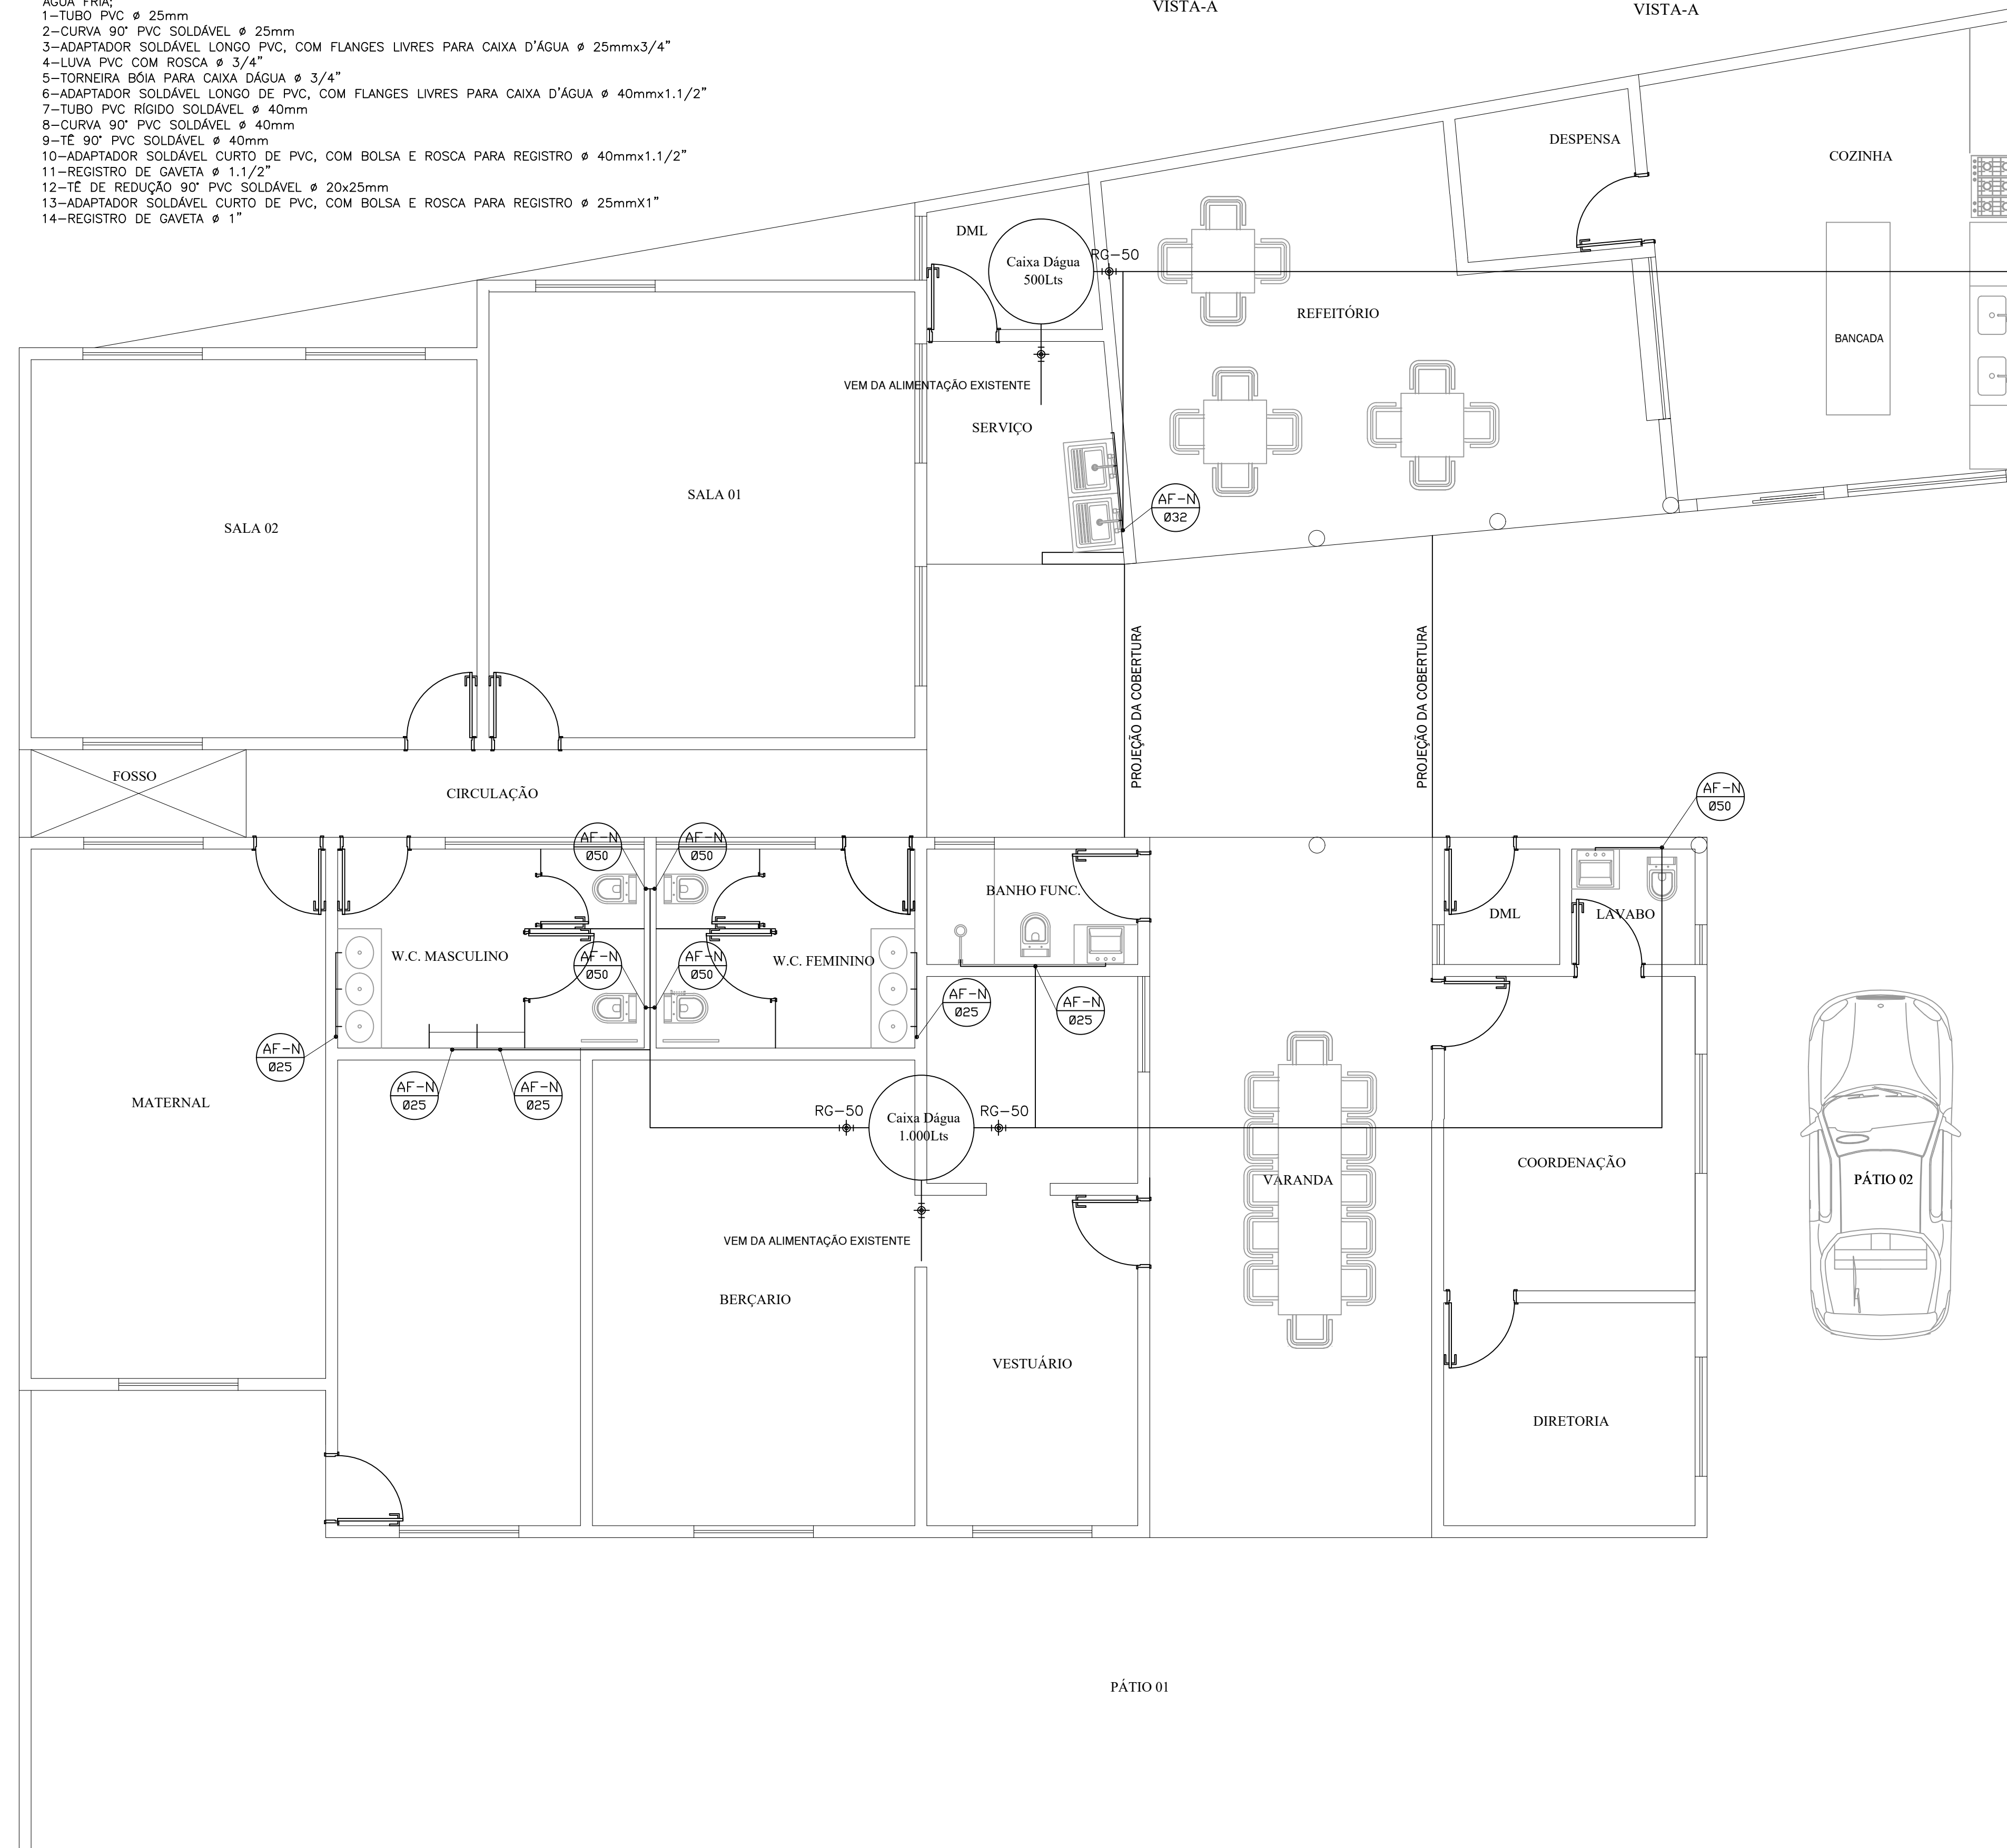 ÁGUA FRIA;
1-TUBO PVC ø 25mm
2-CURVA 90° PVC SOLDÁVEL ø 25mm
3-ADAPTADOR SOLDÁVEL LONGO PVC, COM FLANGES LIVRES PARA CAIXA D'ÁGUA ø 25mmx3/4"
4-LUVA PVC COM ROSCA ø 3/4"
5-TORNEIRA BÓIA PARA CAIXA DÁGUA ø 3/4"
6-ADAPTADOR SOLDÁVEL LONGO DE PVC, COM FLANGES LIVRES PARA CAIXA D'ÁGUA ø 40mmx1.1/2"
7-TUBO PVC RÍGIDO SOLDÁVEL ø 40mm
8-CURVA 90° PVC SOLDÁVEL ø 40mm
9-TÊ 90° PVC SOLDÁVEL ø 40mm
10-ADAPTADOR SOLDÁVEL CURTO DE PVC, COM BOLSA E ROSCA PARA REGISTRO ø 40mmx1.1/2"
11-REGISTRO DE GAVETA ø 1.1/2"
12-TÊ DE REDUÇÃO 90° PVC SOLDÁVEL ø 20x25mm
13-ADAPTADOR SOLDÁVEL CURTO DE PVC, COM BOLSA E ROSCA PARA REGISTRO ø 25mmX1"
14-REGISTRO DE GAVETA ø 1"
VISTA-A
VISTA-A
DESPENSA
COZINHA
DML
Caixa Dágua
500Lts
RG-50
REFEITÓRIO
BANCADA
VEM DA ALIMENTAÇÃO EXISTENTE
SERVIÇO
SALA 01
SALA 02
AF-N
Ø32
PROJEÇÃO DA COBERTURA
PROJEÇÃO DA COBERTURA
FOSSO
CIRCULAÇÃO
AF-N
Ø50
AF-N
Ø50
AF-N
Ø50
BANHO FUNC.
DML
LAVABO
W.C. MASCULINO
AF-N
Ø50
AF-N
Ø50
W.C. FEMININO
AF-N
Ø25
AF-N
Ø25
AF-N
Ø25
AF-N
Ø25
AF-N
Ø25
MATERNAL
RG-50
Caixa Dágua
1.000Lts
RG-50
COORDENAÇÃO
VARANDA
PÁTIO 02
VEM DA ALIMENTAÇÃO EXISTENTE
BERÇARIO
VESTUÁRIO
DIRETORIA
PÁTIO 01